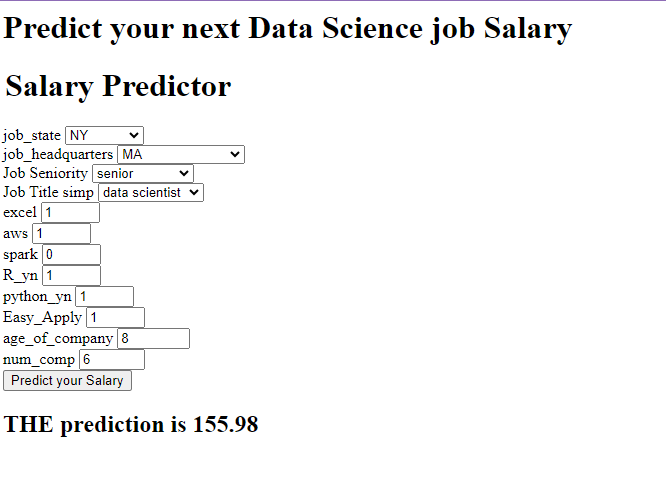 Predict your next Data Science job Salary
Salary Predictor
job_state NY
job_headquarters MA
Job Seniority senior
Job Title simp data scientist
excel 1
aws 1
spark 0
R_yn 1
python_yn 1
Easy_Apply 1
age_of_company 8
num_comp 6
Predict your Salary
THE prediction is 155.98